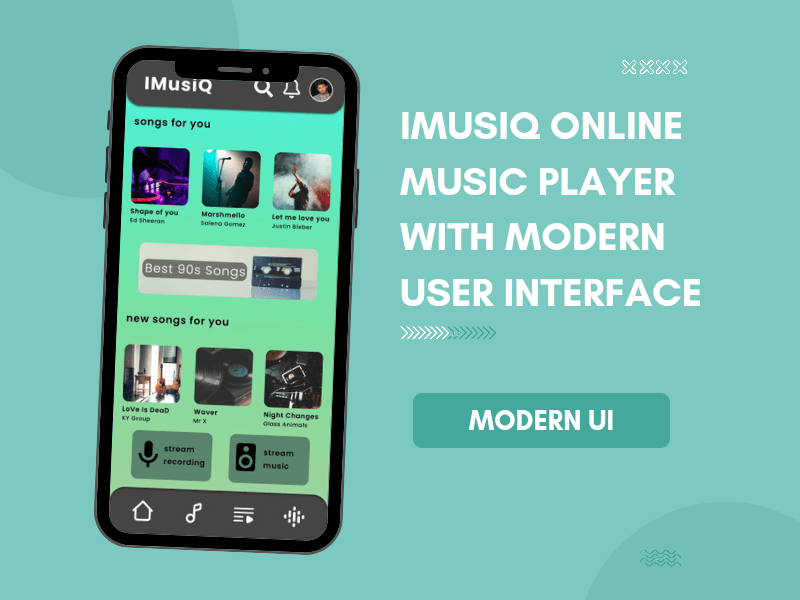 IMusiQ
songs for you
Shape of you
Ed Sheeran
Marshmello
Salena Gomez
Let me love you
Justin Bieber
Best 90s Songs
new songs for you
LoVe Is DeaD
KY Group
Waver
Mr X
Night Changes
Glass Animals
stream
recording
stream
music
IMUSIQ ONLINE
MUSIC PLAYER
WITH MODERN
USER INTERFACE
MODERN UI